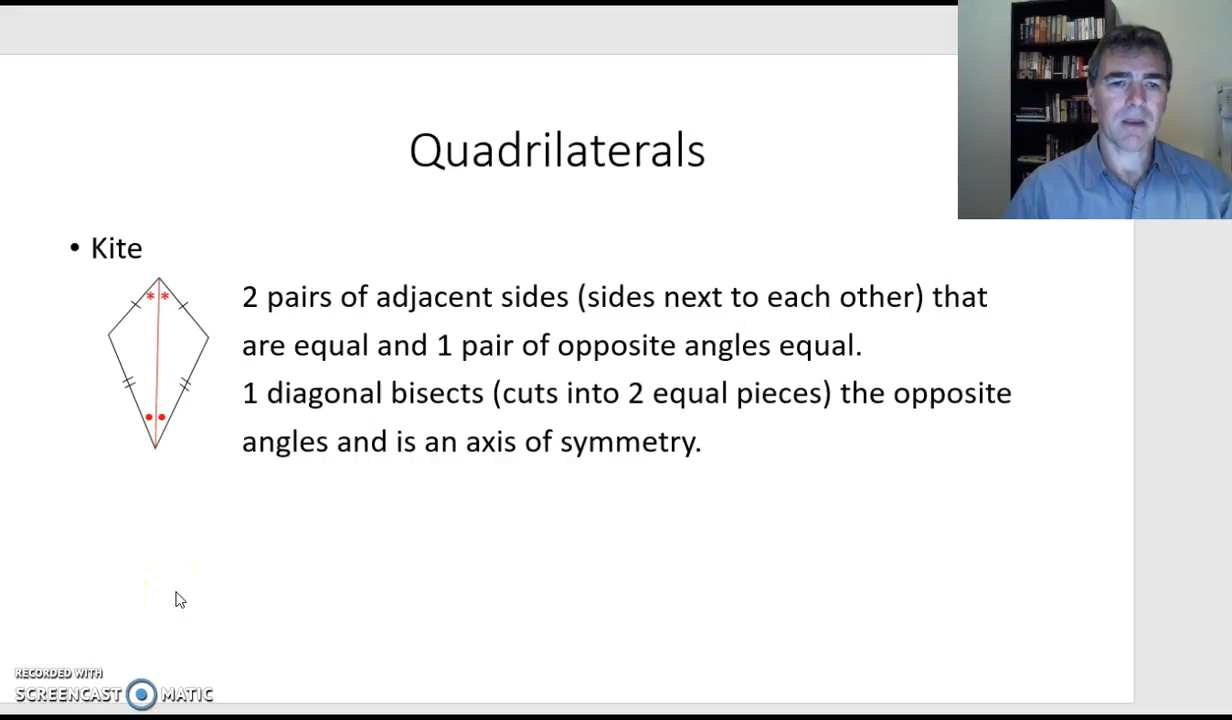 Quadrilaterals
• Kite
2 pairs of adjacent sides (sides next to each other) that
are equal and 1 pair of opposite angles equal.
1 diagonal bisects (cuts into 2 equal pieces) the opposite
angles and is an axis of symmetry.
RECORDED WITH
SCREENCAST MATIC